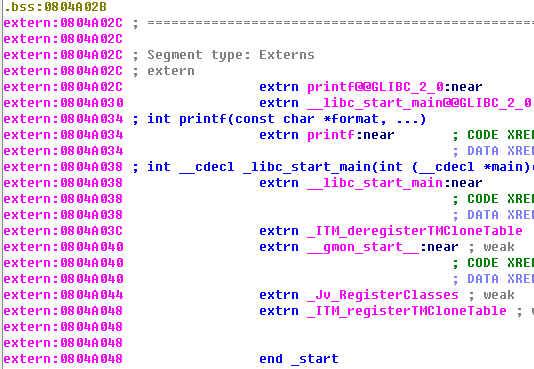 .bss:0804A02B
extern:0804A02C ; ====================================================
extern:0804A02C
extern:0804A02C ; Segment type: Externs
extern:0804A02C ; extern
extern:0804A02C extrn printf@@GLIBC_2_0:near
extern:0804A030 extrn __libc_start_main@@GLIBC_2_0
extern:0804A034 ; int printf(const char *format, ...)
extern:0804A034 extrn printf:near ; CODE XREF
extern:0804A034 ; DATA XREF
extern:0804A038 ; int __cdecl _libc_start_main(int (__cdecl *main)(
extern:0804A038 extrn __libc_start_main:near
extern:0804A038 ; CODE XREF
extern:0804A038 ; DATA XREF
extern:0804A03C extrn _ITM_deregisterTMCloneTable
extern:0804A040 extrn __gmon_start__:near ; weak
extern:0804A040 ; CODE XREF
extern:0804A040 ; DATA XREF
extern:0804A044 extrn _Jv_RegisterClasses ; weak
extern:0804A048 extrn _ITM_registerTMCloneTable ; w
extern:0804A048
extern:0804A048
extern:0804A048 end _start